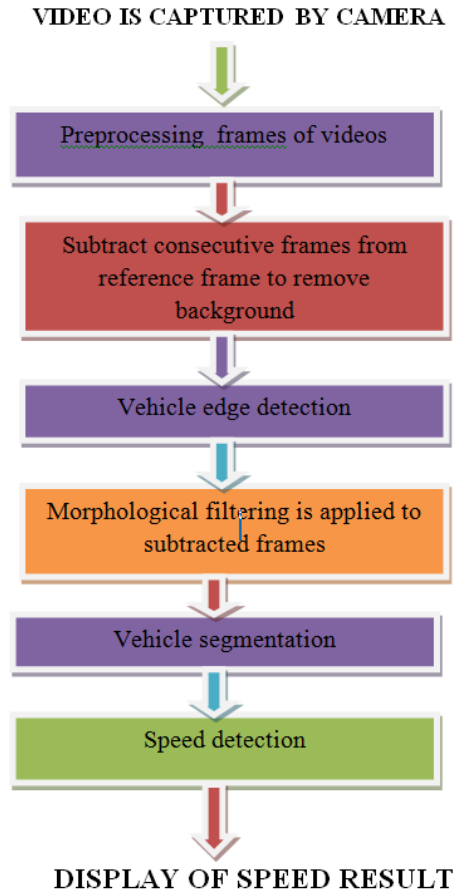 VIDEO IS CAPTURED BY CAMERA
Preprocessing frames of videos
Subtract consecutive frames from
reference frame to remove
background
Vehicle edge detection
Morphological filtering is applied to
subtracted frames
Vehicle segmentation
Speed detection
DISPLAY OF SPEED RESULT